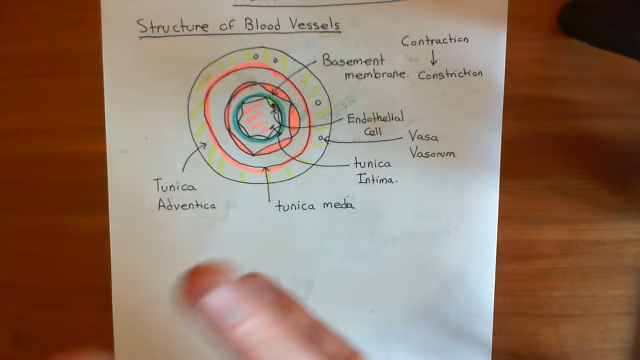 Structure of Blood Vessels
Contraction
Constriction
Basement
membrane.
Endothelial
Cell
Vasa
Vasorum
tunica
Intima.
Tunica
Adventica
tunica media